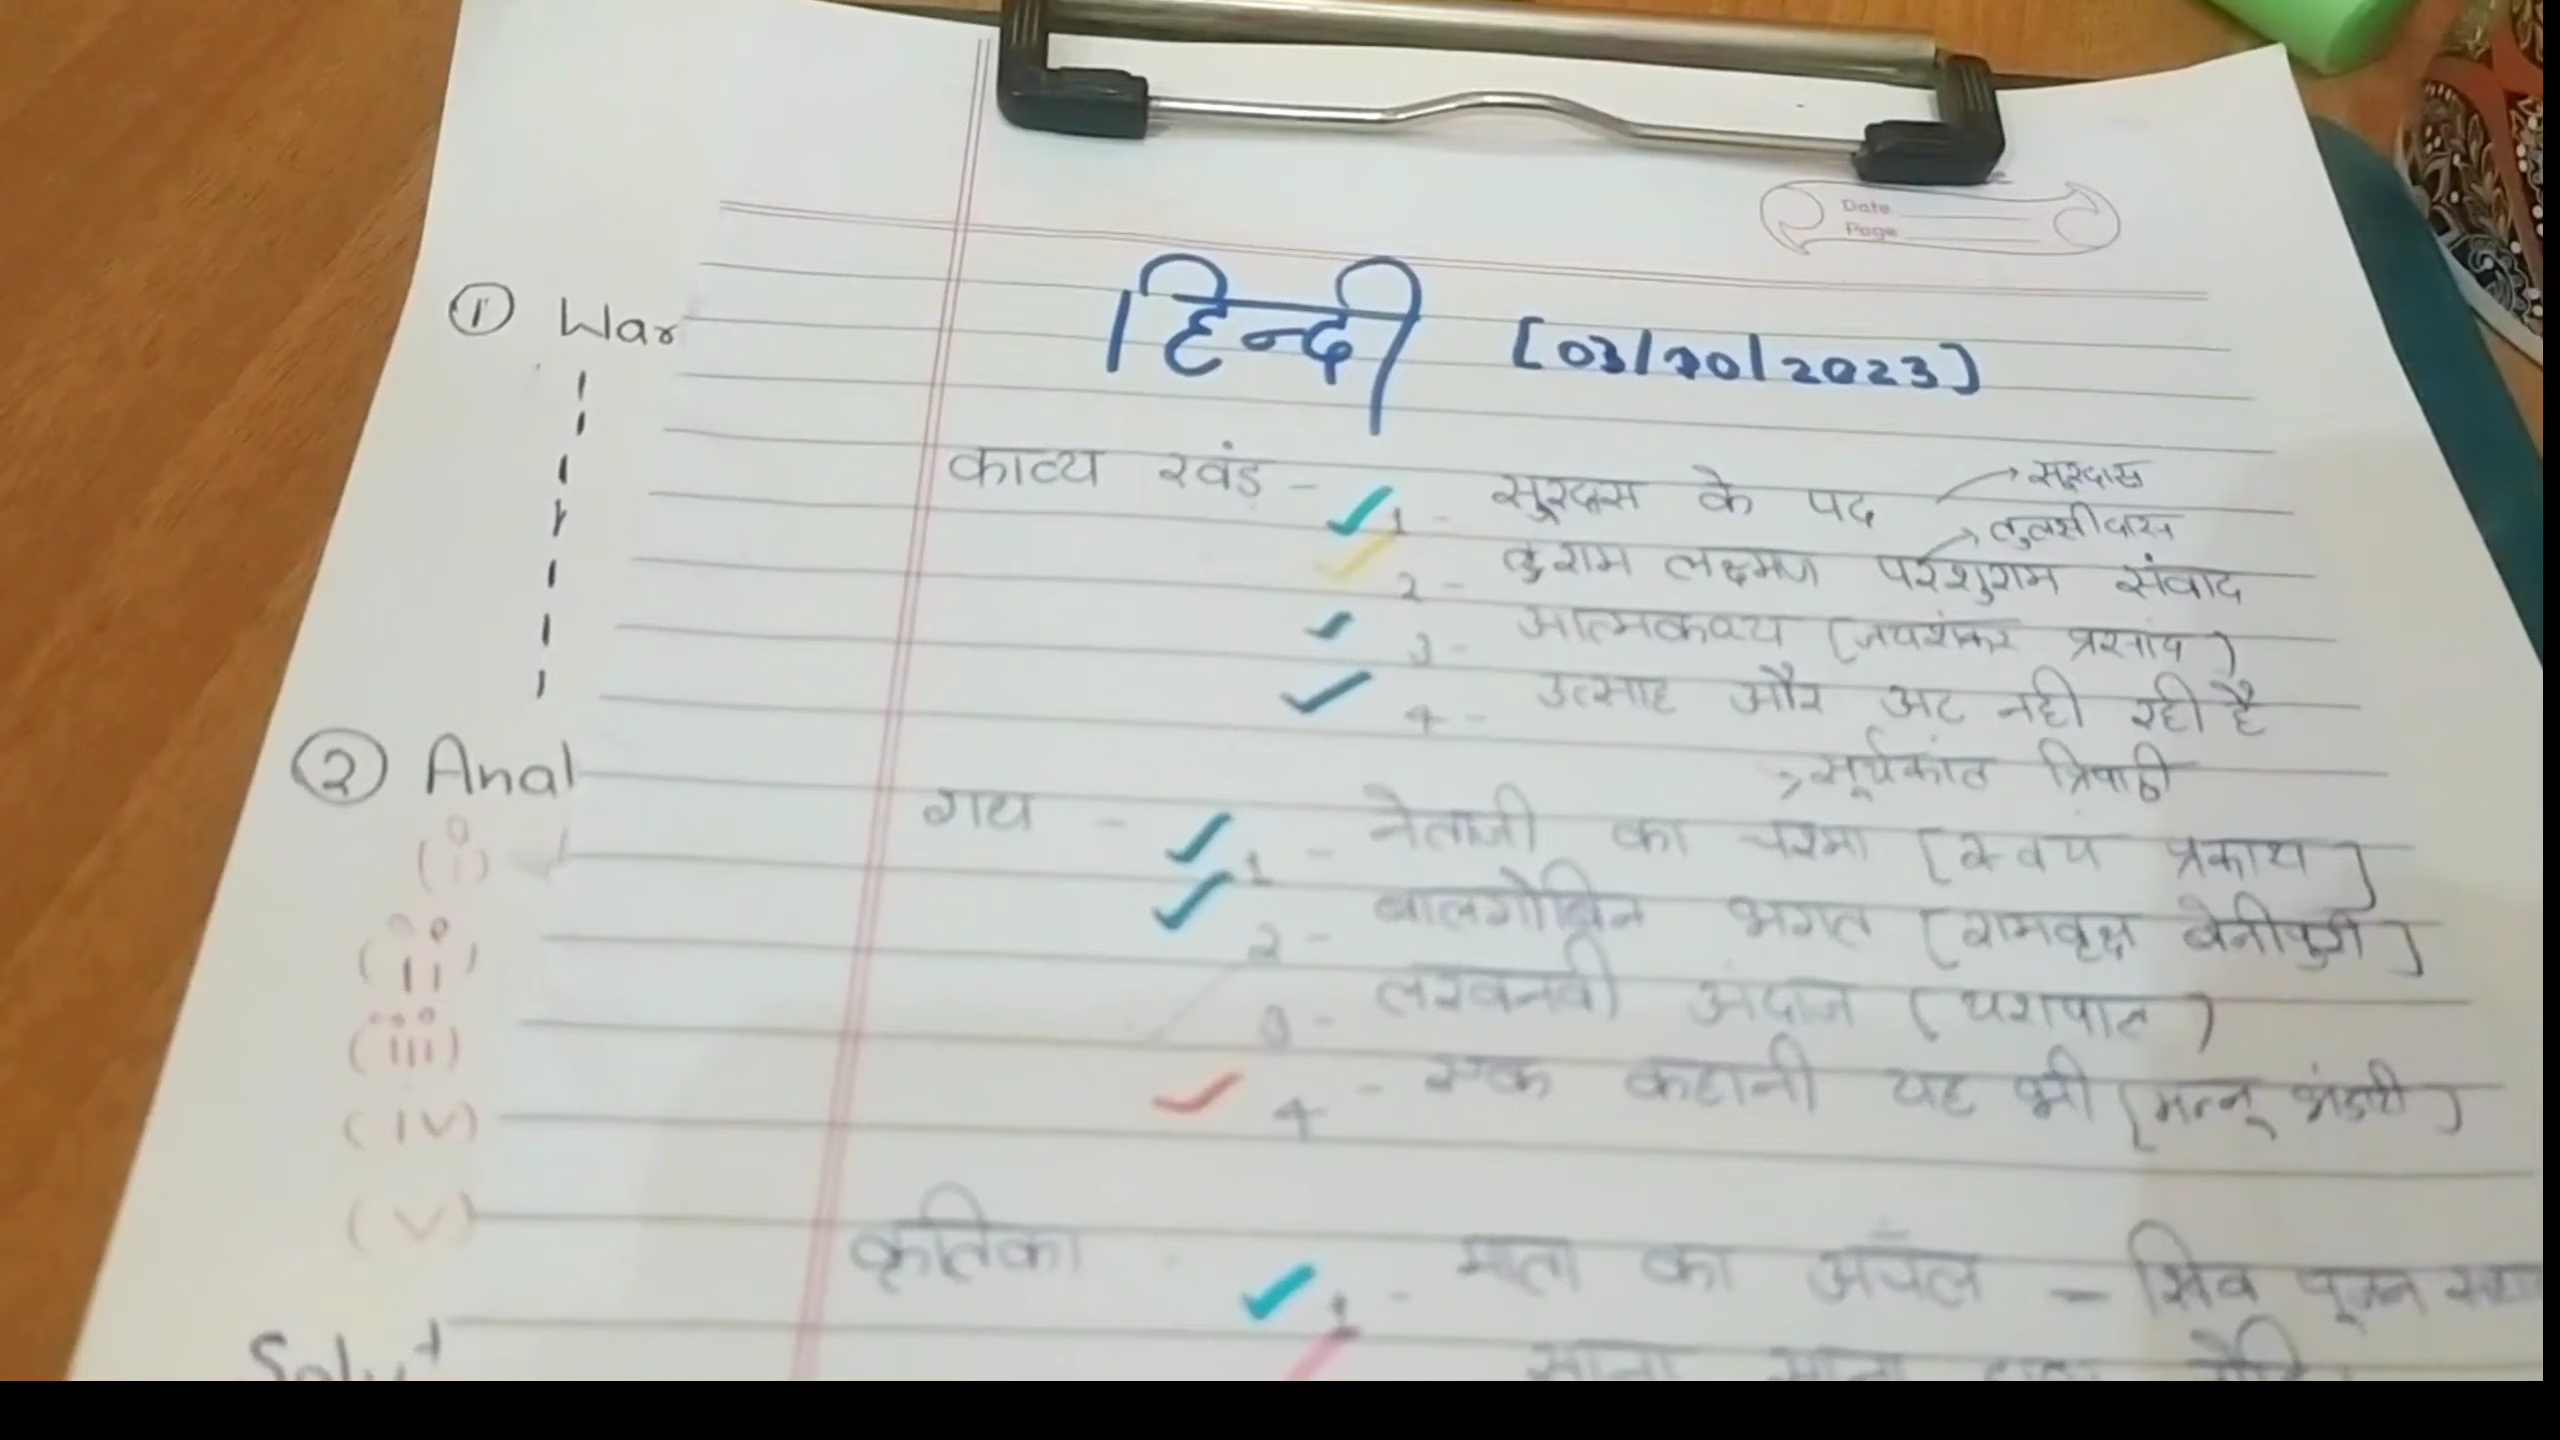 Date
Page
① War
हिन्दी [03/10/2023]
काव्य खंड - 1 - सूरदास के पद → सूरदास
→ तुलसीदास
2 - राम लक्ष्मण परशुराम संवाद
3 - आत्मकथ्य (जयशंकर प्रसाद)
4 - उत्साह और अट नही रही है
→ सूर्यकांत त्रिपाठी
② Anal
गद्य - 1 - नेताजी का चश्मा [स्वयं प्रकाश]
(i)
2 - बालगोबिन भगत [रामवृक्ष बेनीपुरी]
(ii)
3 - लखनवी अंदाज (यशपाल)
(iii)
4 - एक कहानी यह भी [मन्नू भंडारी]
(iv)
(v)
कृतिका 1 - माता का अँचल - शिव पूजन
Solut